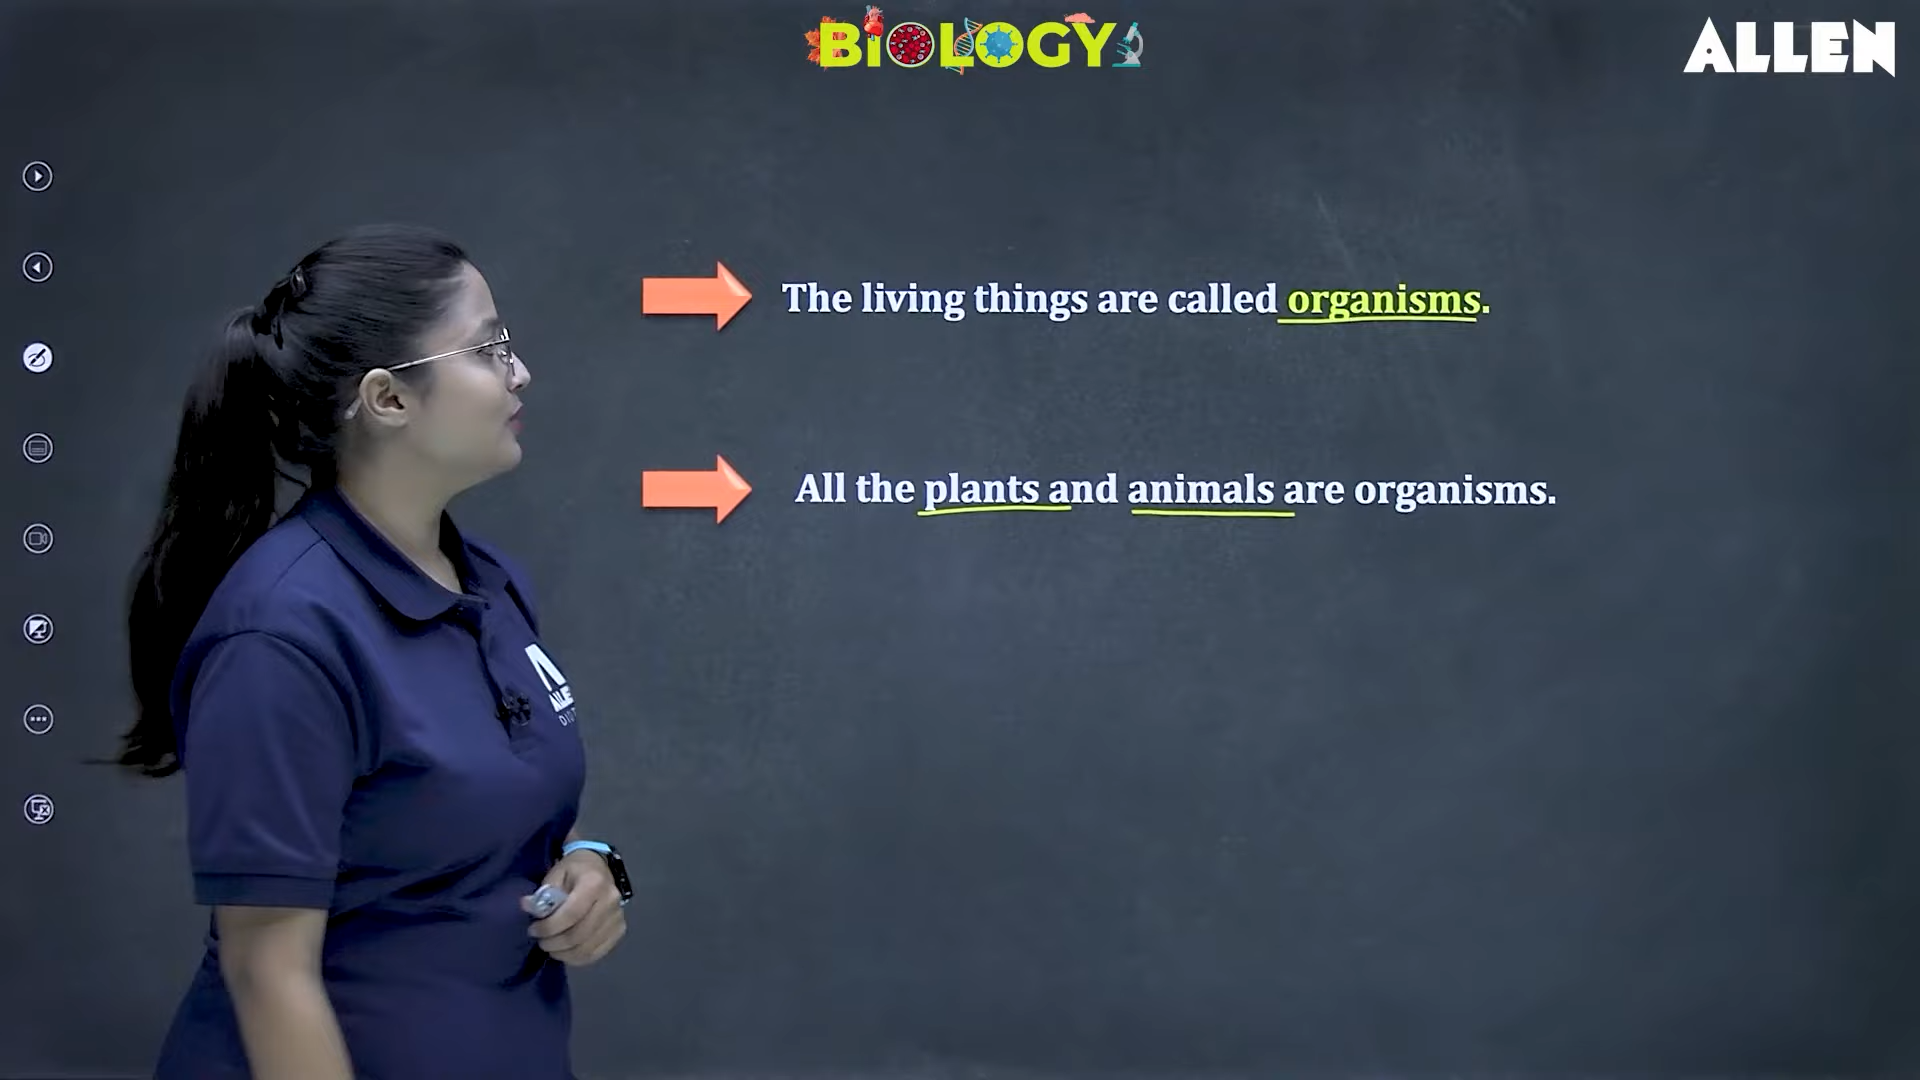 BIOLOGY
ALLEN
The living things are called organisms.
All the plants and animals are organisms.